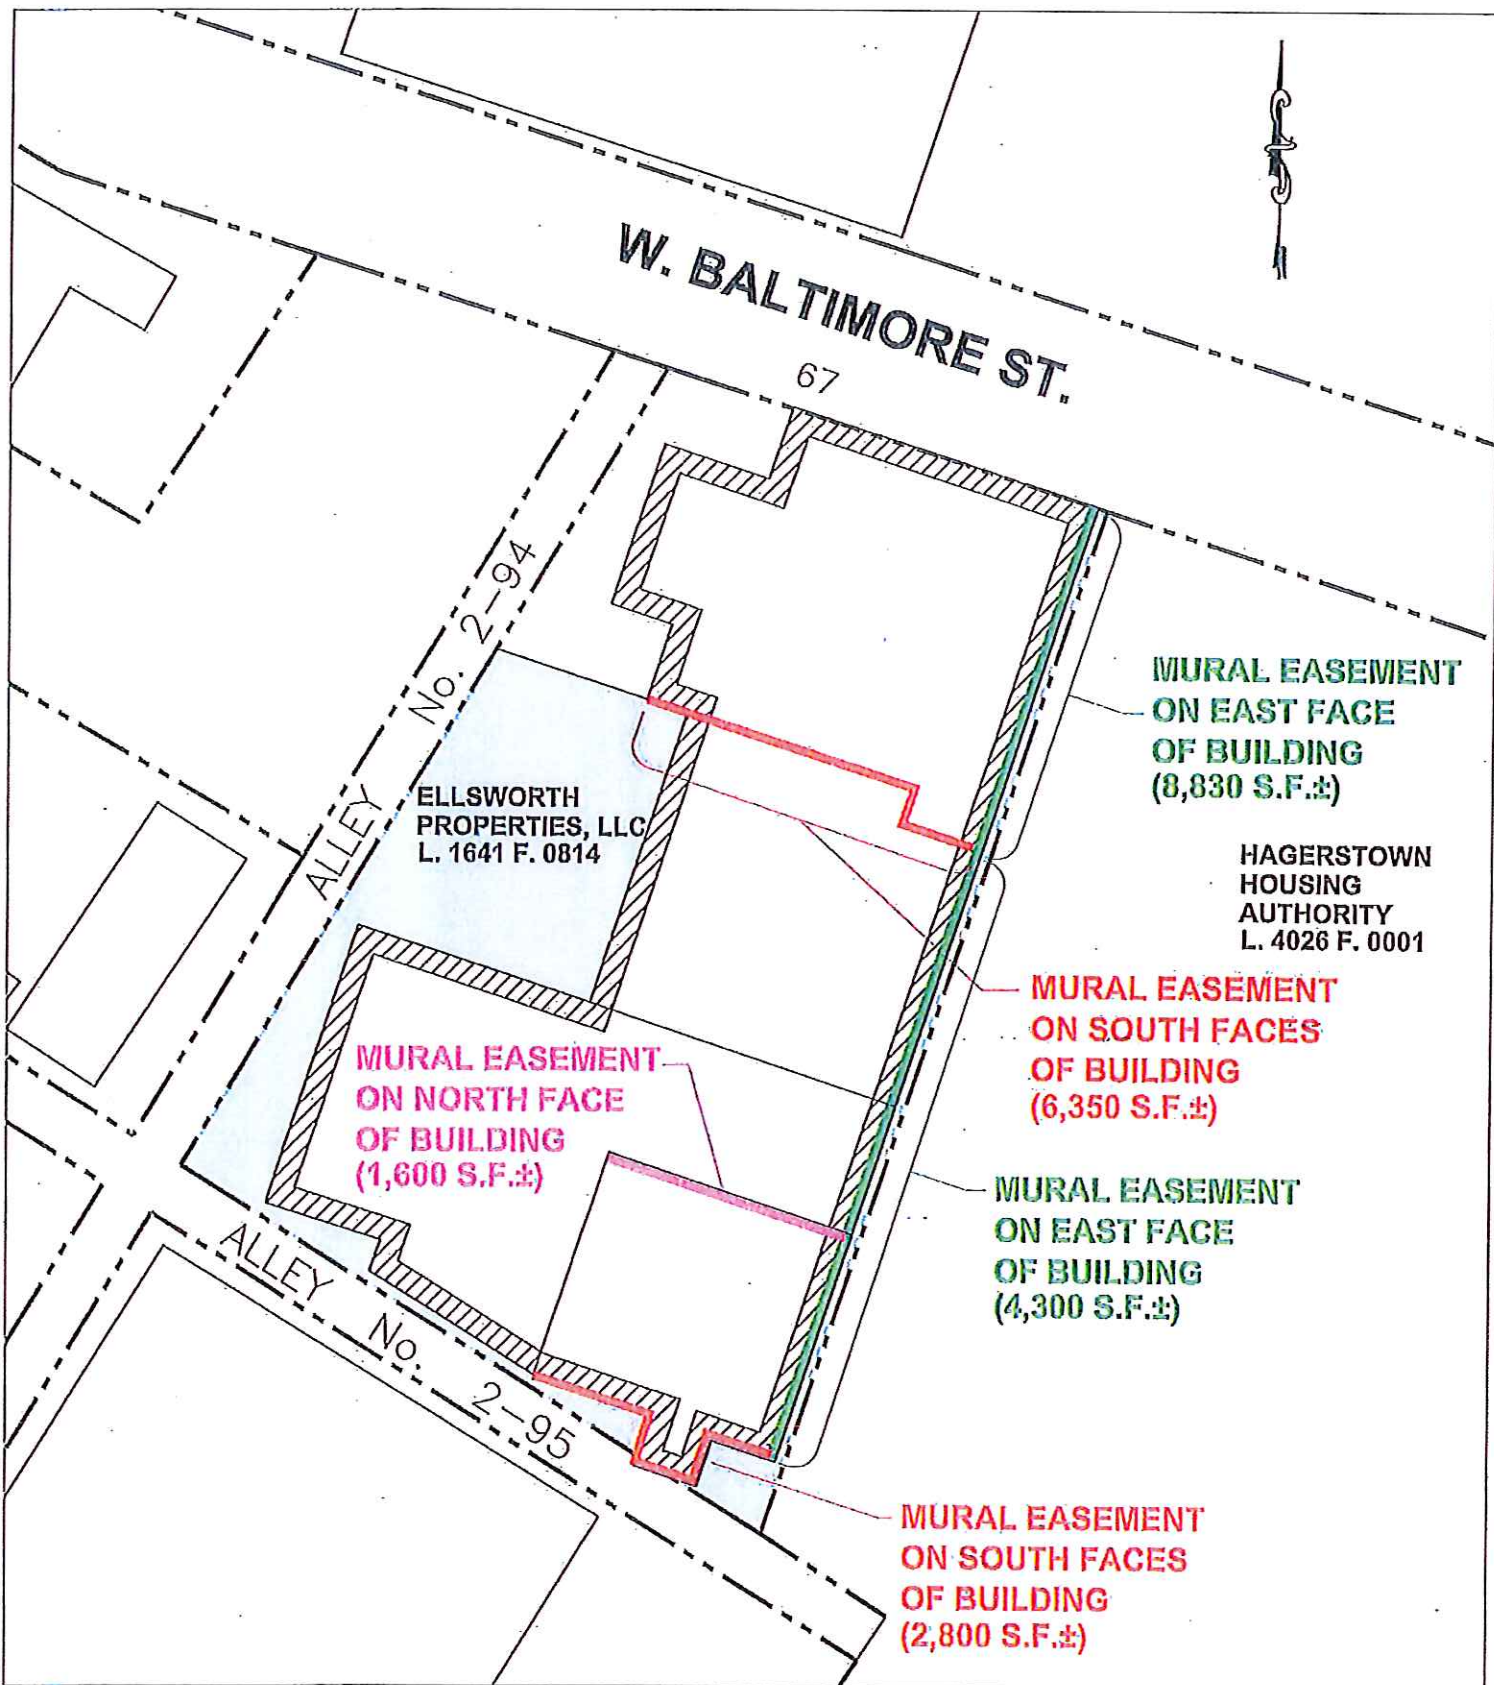 W. BALTIMORE ST.
67
ALLEY No. 2-94
MURAL EASEMENT
ON EAST FACE
OF BUILDING
(8,830 S.F.±)
ELLSWORTH
PROPERTIES, LLC
L. 1641 F. 0814
HAGERSTOWN
HOUSING
AUTHORITY
L. 4026 F. 0001
MURAL EASEMENT
ON SOUTH FACES
OF BUILDING
(6,350 S.F.±)
MURAL EASEMENT
ON NORTH FACE
OF BUILDING
(1,600 S.F.±)
MURAL EASEMENT
ON EAST FACE
OF BUILDING
(4,300 S.F.±)
ALLEY No. 2-95
MURAL EASEMENT
ON SOUTH FACES
OF BUILDING
(2,800 S.F.±)